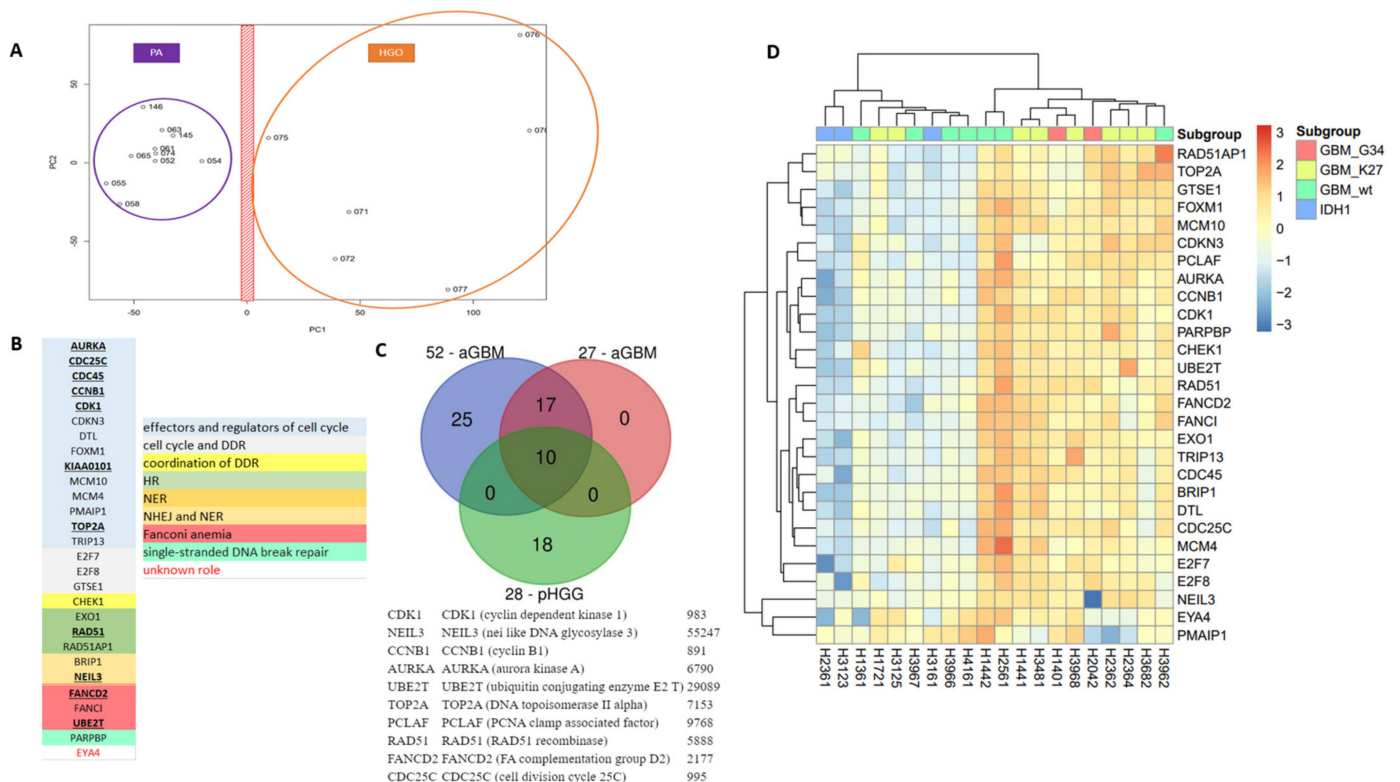 A
PA
HGO
076
070
075
146
063
145
061
074
065
052
054
055
058
071
072
077
50
0
-50
PC2
-50
0
50
100
PC1
B
AURKA
CDC25C
CDC45
CCNB1
CDK1
CDKN3
DTL
FOXM1
KIAA0101
MCM10
MCM4
PMAIP1
TOP2A
TRIP13
E2F7
E2F8
GTSE1
CHEK1
EXO1
RAD51
RAD51AP1
BRIP1
NEIL3
FANCD2
FANCI
UBE2T
PARPBP
EYA4
effectors and regulators of cell cycle
cell cycle and DDR
coordination of DDR
HR
NER
NHEJ and NER
Fanconi anemia
single-stranded DNA break repair
unknown role
C
52 - aGBM
27 - aGBM
25
17
0
10
0
0
18
28 - pHGG
CDK1 CDK1 (cyclin dependent kinase 1) 983
NEIL3 NEIL3 (nei like DNA glycosylase 3) 55247
CCNB1 CCNB1 (cyclin B1) 891
AURKA AURKA (aurora kinase A) 6790
UBE2T UBE2T (ubiquitin conjugating enzyme E2 T) 29089
TOP2A TOP2A (DNA topoisomerase II alpha) 7153
PCLAF PCLAF (PCNA clamp associated factor) 9768
RAD51 RAD51 (RAD51 recombinase) 5888
FANCD2 FANCD2 (FA complementation group D2) 2177
CDC25C CDC25C (cell division cycle 25C) 995
D
Subgroup
RAD51AP1
TOP2A
GTSE1
FOXM1
MCM10
CDKN3
PCLAF
AURKA
CCNB1
CDK1
PARPBP
CHEK1
UBE2T
RAD51
FANCD2
FANCI
EXO1
TRIP13
CDC45
BRIP1
DTL
CDC25C
MCM4
E2F7
E2F8
NEIL3
EYA4
PMAIP1
H2361
H3123
H1361
H1721
H3125
H3967
H3161
H3966
H4161
H1442
H2561
H1441
H3481
H1401
H3968
H2042
H2362
H2364
H3682
H3962
3
2
1
0
−1
−2
−3
Subgroup
GBM_G34
GBM_K27
GBM_wt
IDH1